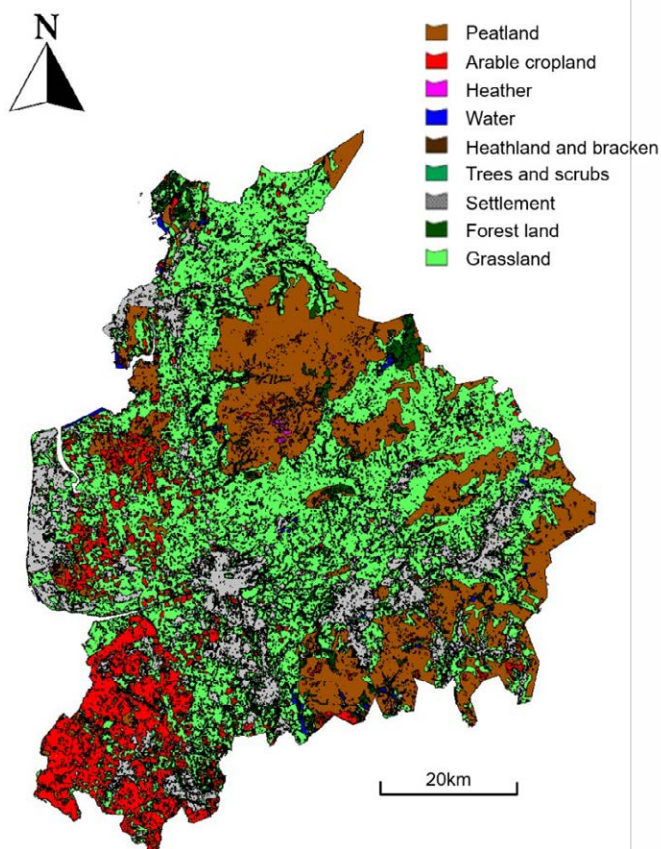 N
Peatland
Arable cropland
Heather
Water
Heathland and bracken
Trees and scrubs
Settlement
Forest land
Grassland
20km